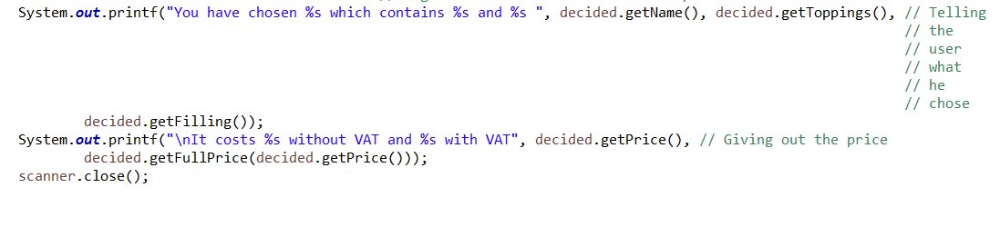 System.out.printf("You have chosen %s which contains %s and %s ", decided.getName(), decided.getToppings(), // Telling
// the
// user
// what
// he
// chose
decided.getFilling());
System.out.printf("\nIt costs %s without VAT and %s with VAT", decided.getPrice(), // Giving out the price
decided.getFullPrice(decided.getPrice()));
scanner.close();